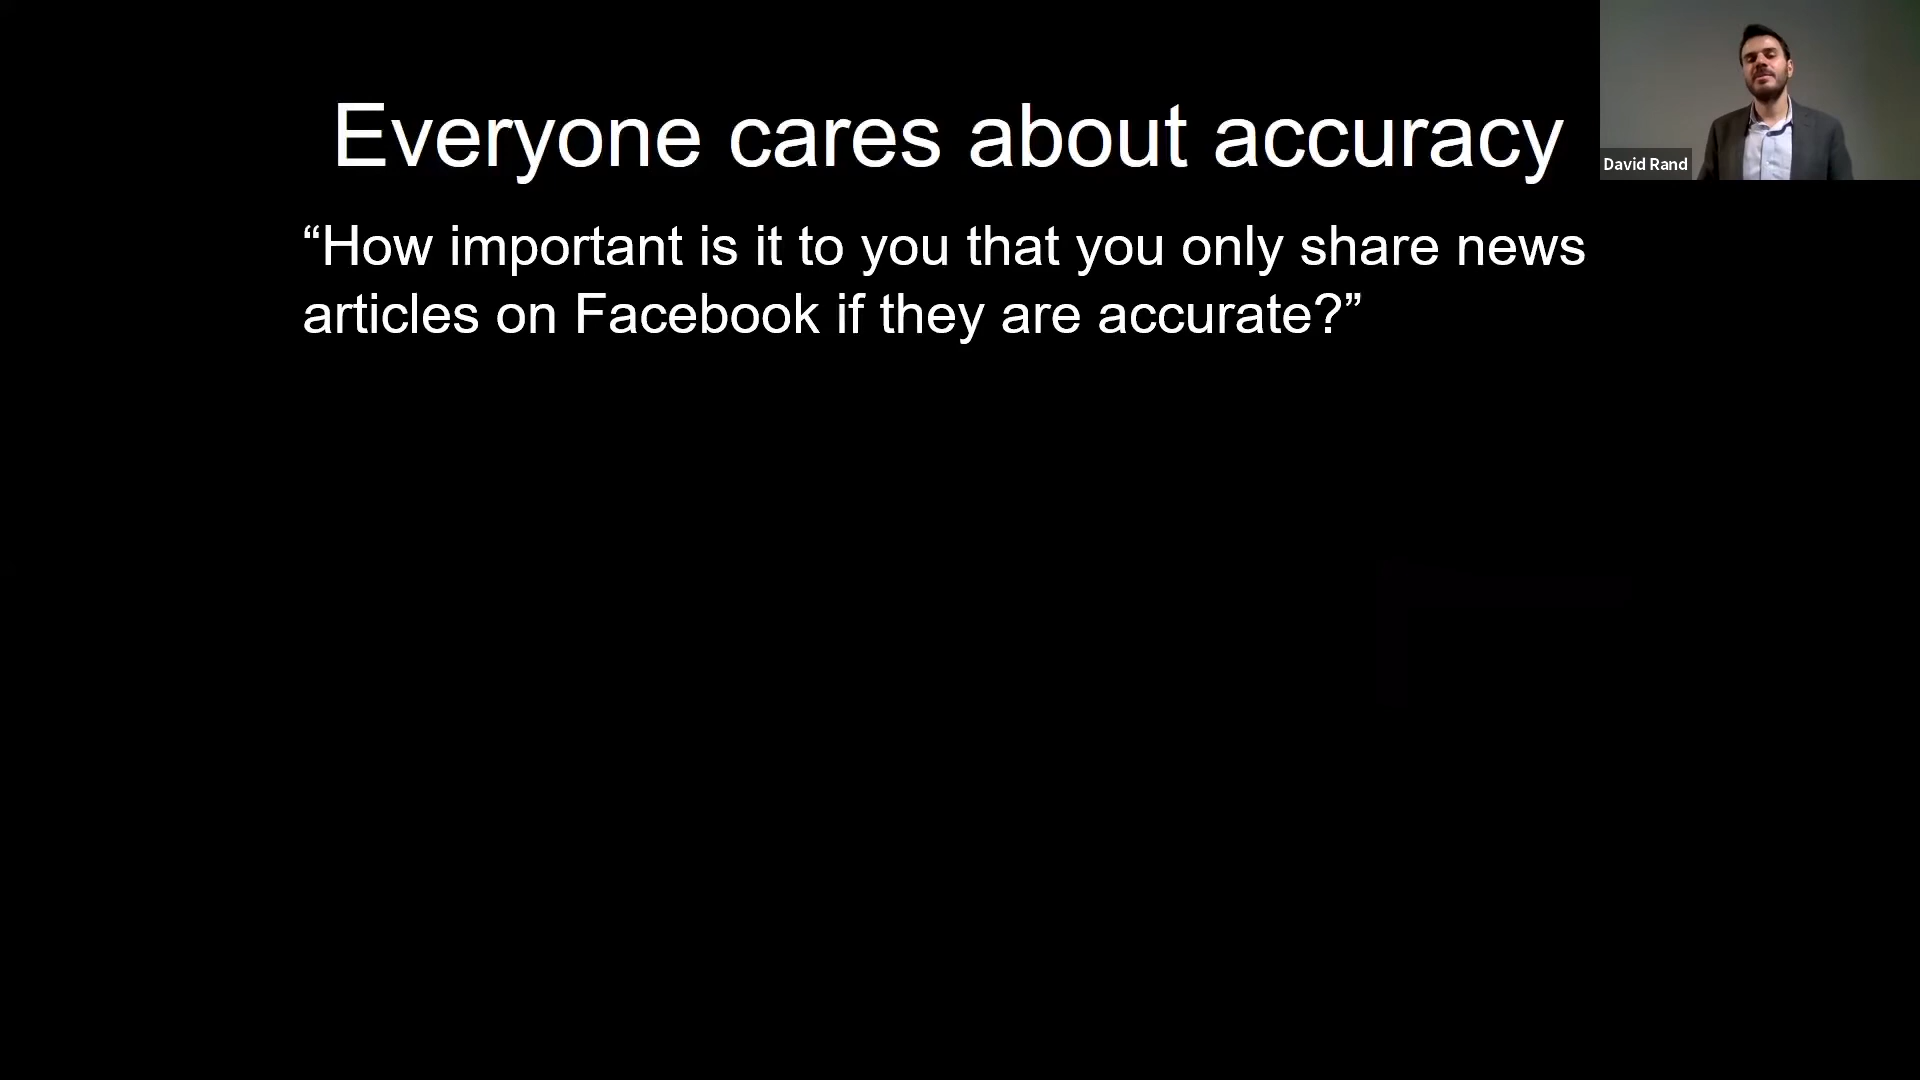 Everyone cares about accuracy
David Rand
“How important is it to you that you only share news
articles on Facebook if they are accurate?”